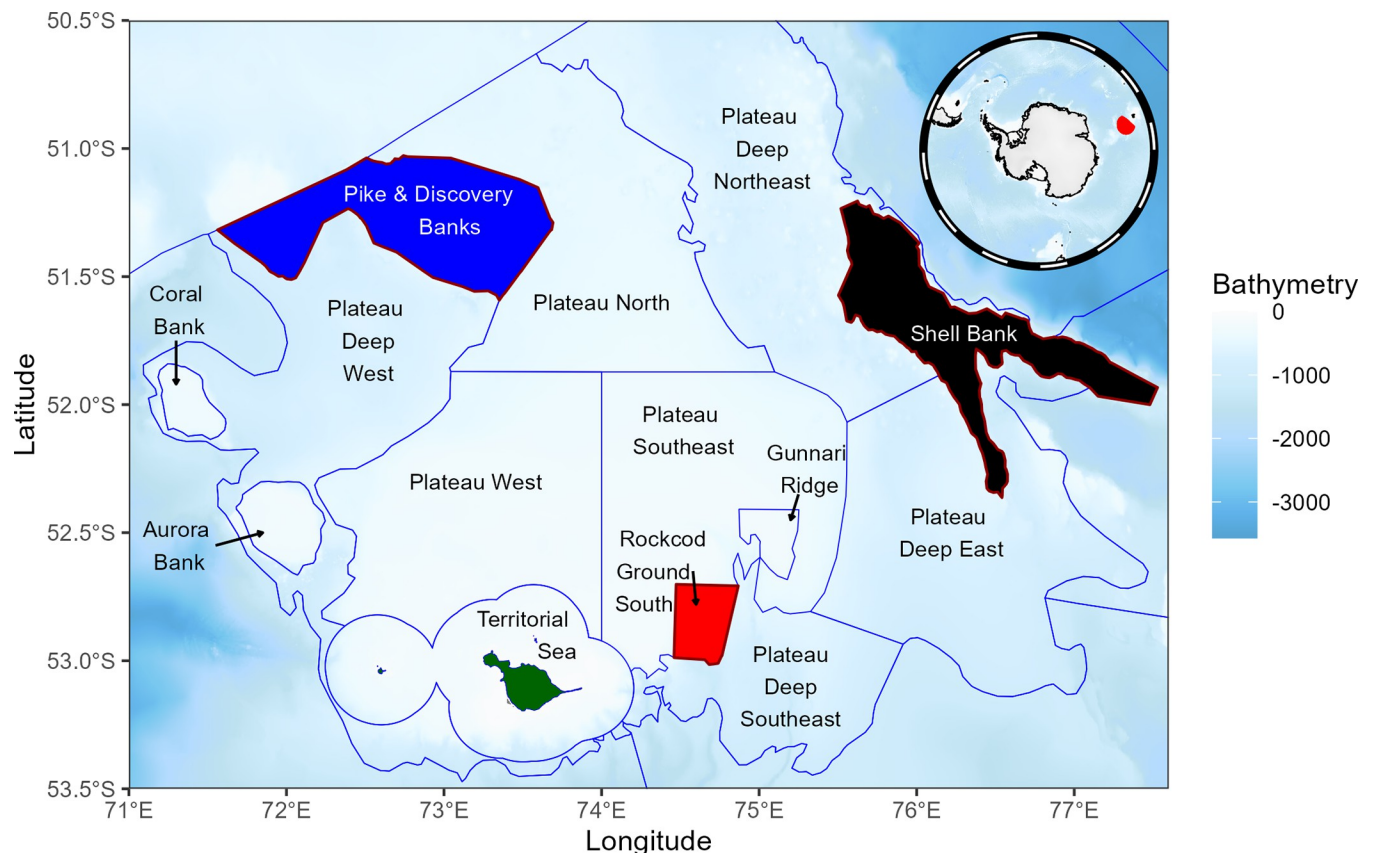 50.5°S
51.0°S
51.5°S
52.0°S
52.5°S
53.0°S
53.5°S
Latitude
71°E
72°E
73°E
74°E
75°E
76°E
77°E
Longitude
Pike & Discovery
Banks
Plateau
Deep
Northeast
Coral
Bank
Plateau
Deep
West
Plateau North
Shell Bank
Plateau
Southeast
Gunnari
Ridge
Plateau West
Aurora
Bank
Rockcod
Ground
South
Plateau
Deep East
Territorial
Sea
Plateau
Deep
Southeast
Bathymetry
0
-1000
-2000
-3000